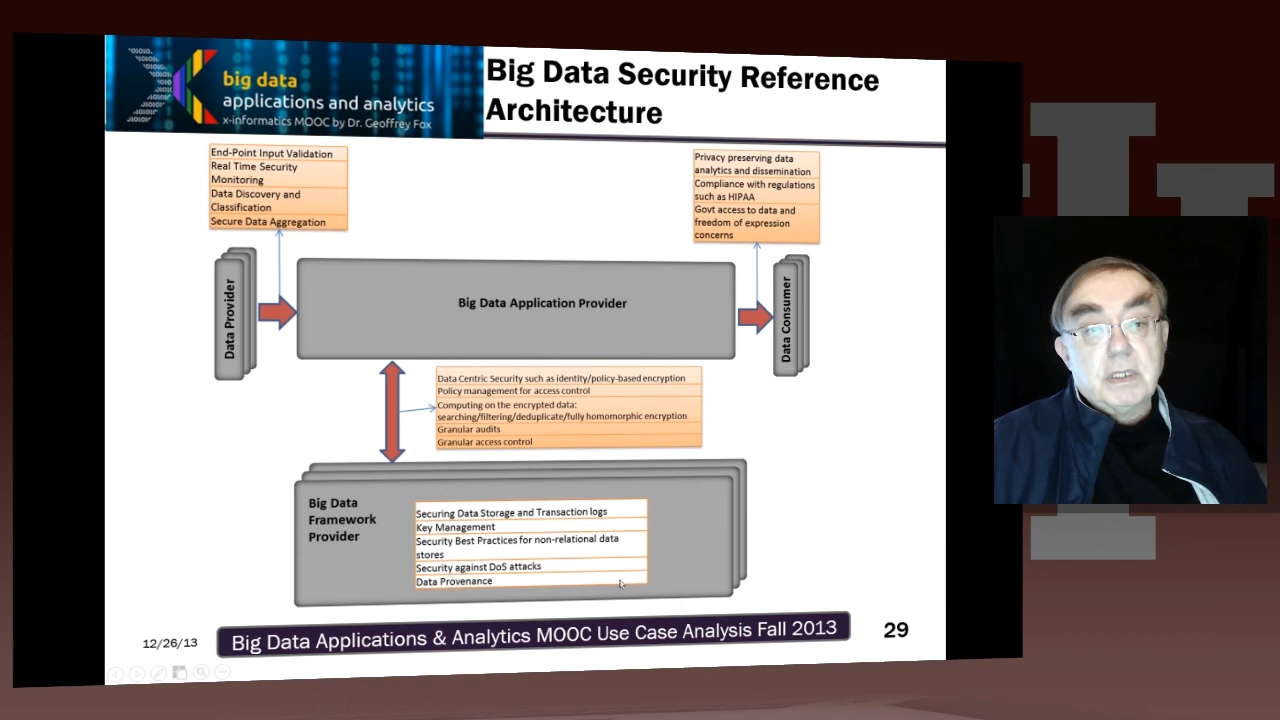 big data
applications and analytics
x-informatics MOOC by Dr. Geoffrey Fox
Big Data Security Reference
Architecture
End-Point Input Validation
Real Time Security
Monitoring
Data Discovery and
Classification
Secure Data Aggregation
Privacy preserving data
analytics and dissemination
Compliance with regulations
such as HIPAA
Govt access to data and
freedom of expression
concerns
Data Provider
Big Data Application Provider
Data Consumer
Data Centric Security such as identity/policy-based encryption
Policy management for access control
Computing on the encrypted data:
searching/filtering/deduplicate/fully homomorphic encryption
Granular audits
Granular access control
Big Data
Framework
Provider
Securing Data Storage and Transaction logs
Key Management
Security Best Practices for non-relational data
stores
Security against DoS attacks
Data Provenance
12/26/13
Big Data Applications & Analytics MOOC Use Case Analysis Fall 2013
29